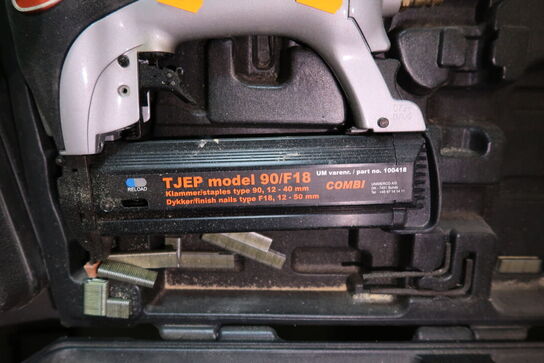 TJEP model 90/F18
UM varenr. / part no. 100418
Klammer/staples type 90, 12 - 40 mm
COMBI
Dykker/finish nails type F18, 12 - 50 mm
RELOAD